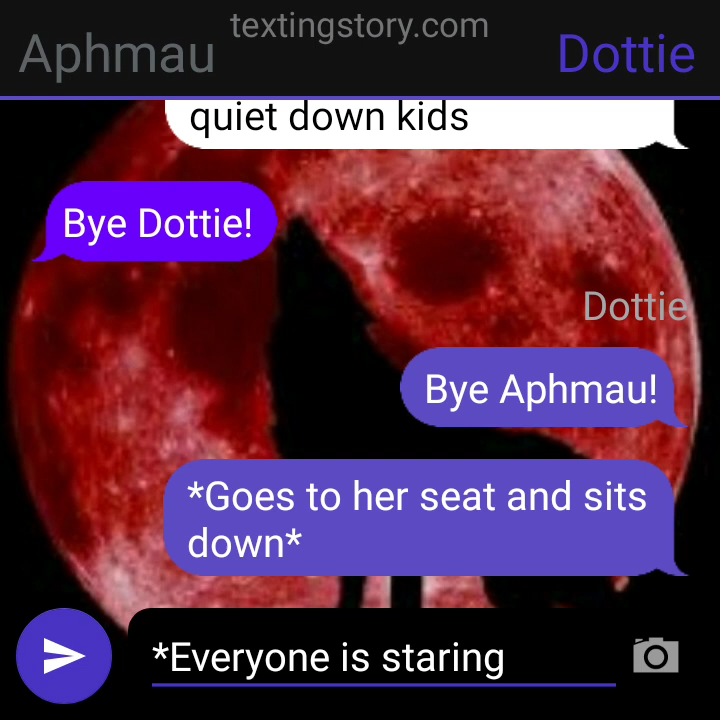 textingstory.com
Aphmau
Dottie
quiet down kids
Bye Dottie!
Dottie
Bye Aphmau!
*Goes to her seat and sits
down*
*Everyone is staring